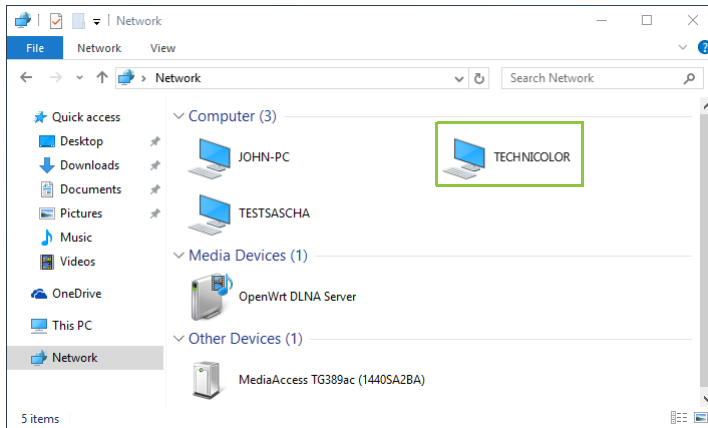 Network
File Network View
Network
Search Network
Quick access
Desktop
Downloads
Documents
Pictures
Music
Videos
OneDrive
This PC
Network
Computer (3)
JOHN-PC
TECHNICOLOR
TESTSASCHA
Media Devices (1)
OpenWrt DLNA Server
Other Devices (1)
MediaAccess TG389ac (1440SA2BA)
5 items